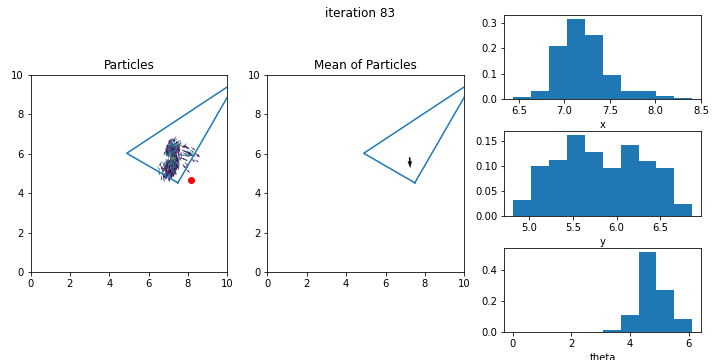 iteration 83
Particles
10
8
6
4
2
0
0 2 4 6 8 10
Mean of Particles
10
8
6
4
2
0
0 2 4 6 8 10
0.3
0.2
0.1
0.0
6.5 7.0 7.5 8.0 8.5
x
0.15
0.10
0.05
0.00
5.0 5.5 6.0 6.5
y
0.4
0.2
0.0
0 2 4 6
theta